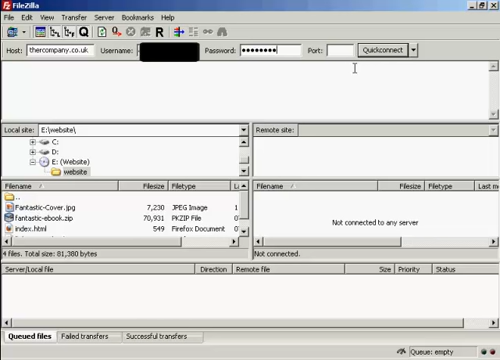 FileZilla
File Edit View Transfer Server Bookmarks Help
Host: thercompany.co.uk Username: Password: ●●●●●●●● Port: Quickconnect
Local site: E:\website\ Remote site:
C:
D:
E: (Website)
website
Filename Filesize Filetype Filename Filesize Filetype Last mo
..
Fantastic-Cover.jpg 7,230 JPEG Image
fantastic-ebook.zip 70,931 PKZIP File
index.html 549 Firefox Document
Not connected to any server
4 files. Total size: 81,380 bytes Not connected.
Server/Local file Direction Remote file Size Priority Status
Queued files Failed transfers Successful transfers
Queue: empty